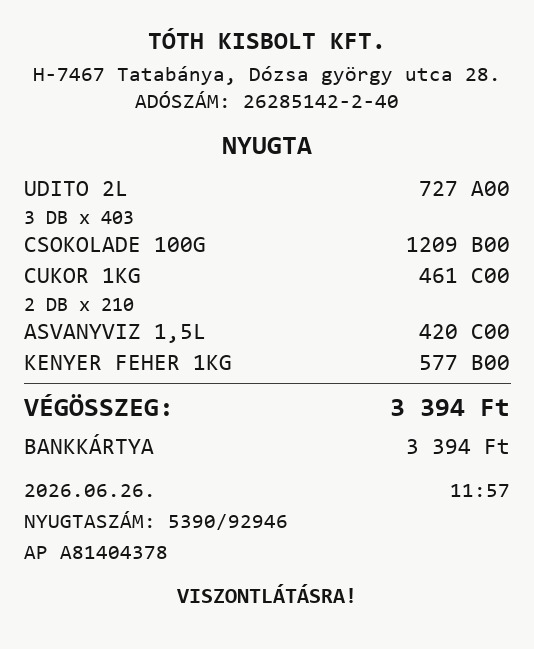 TÓTH KISBOLT KFT.
H-7467 Tatabánya, Dózsa györgy utca 28.
ADÓSZÁM: 26285142-2-40
NYUGTA
UDITO 2L 727 A00
3 DB x 403
CSOKOLADE 100G 1209 B00
CUKOR 1KG 461 C00
2 DB x 210
ASVANYVIZ 1,5L 420 C00
KENYER FEHER 1KG 577 B00
VÉGÖSSZEG: 3 394 Ft
BANKKÁRTYA 3 394 Ft
2026.06.26. 11:57
NYUGTASZÁM: 5390/92946
AP A81404378
VISZONTLÁTÁSRA!